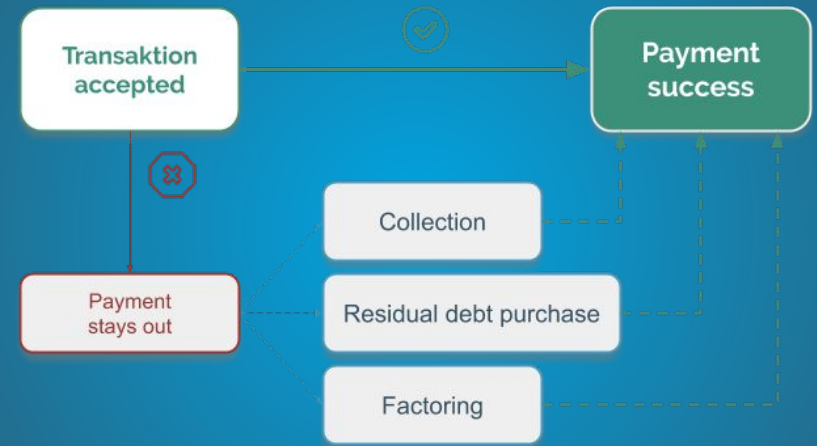 Transaktion
accepted
Payment
success
Collection
Payment
stays out
Residual debt purchase
Factoring